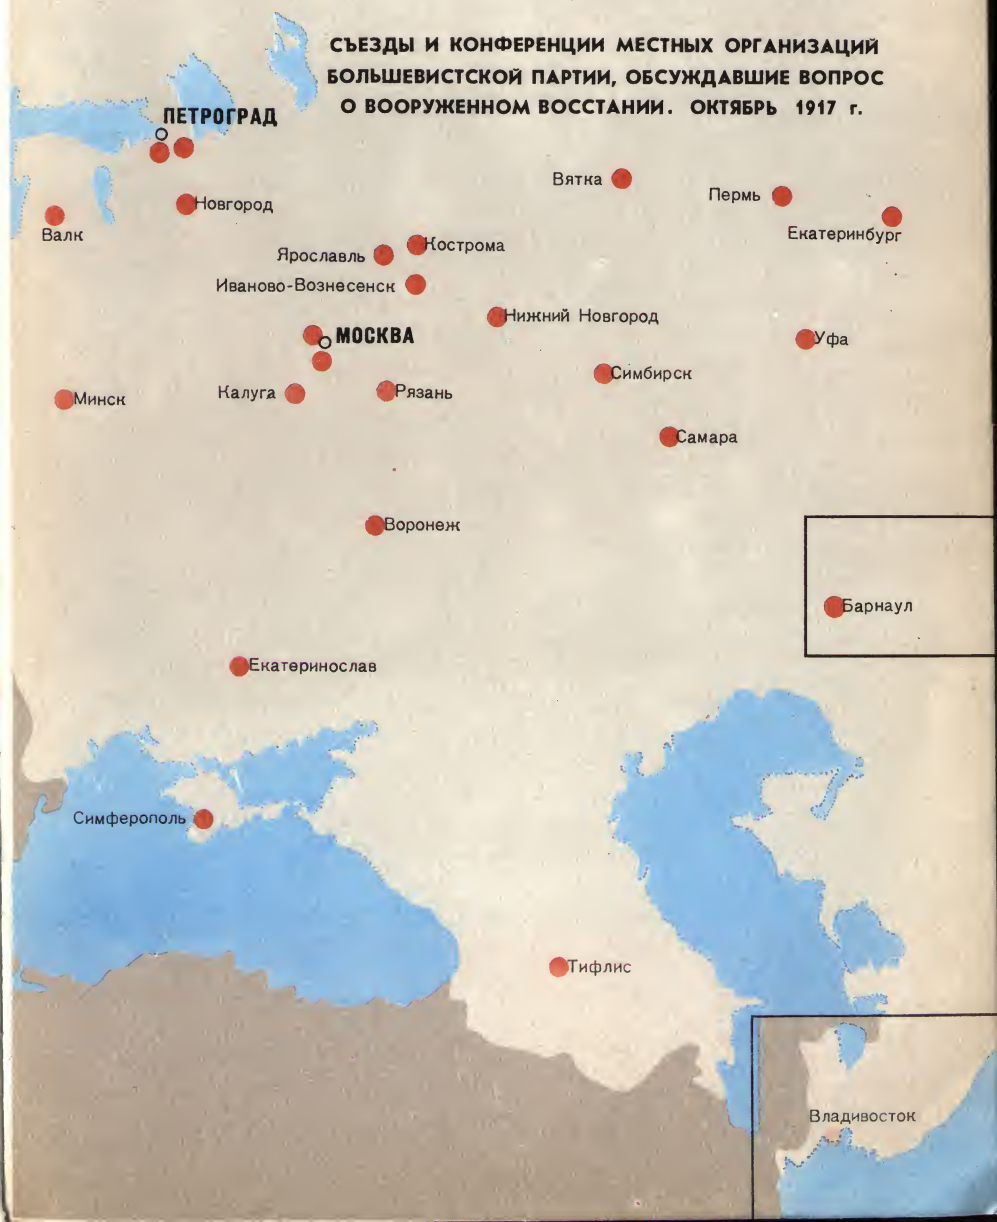 СЪЕЗДЫ И КОНФЕРЕНЦИИ МЕСТНЫХ ОРГАНИЗАЦИЙ
БОЛЬШЕВИСТСКОЙ ПАРТИИ, ОБСУЖДАВШИЕ ВОПРОС
О ВООРУЖЕННОМ ВОССТАНИИ. ОКТЯБРЬ 1917 г.
ПЕТРОГРАД
Вятка
Пермь
Новгород
Валк
Екатеринбург
Кострома
Ярославль
Иваново-Вознесенск
Нижний Новгород
МОСКВА
Уфа
Симбирск
Минск
Калуга
Рязань
Самара
Воронеж
Барнаул
Екатеринослав
Симферополь
Тифлис
Владивосток